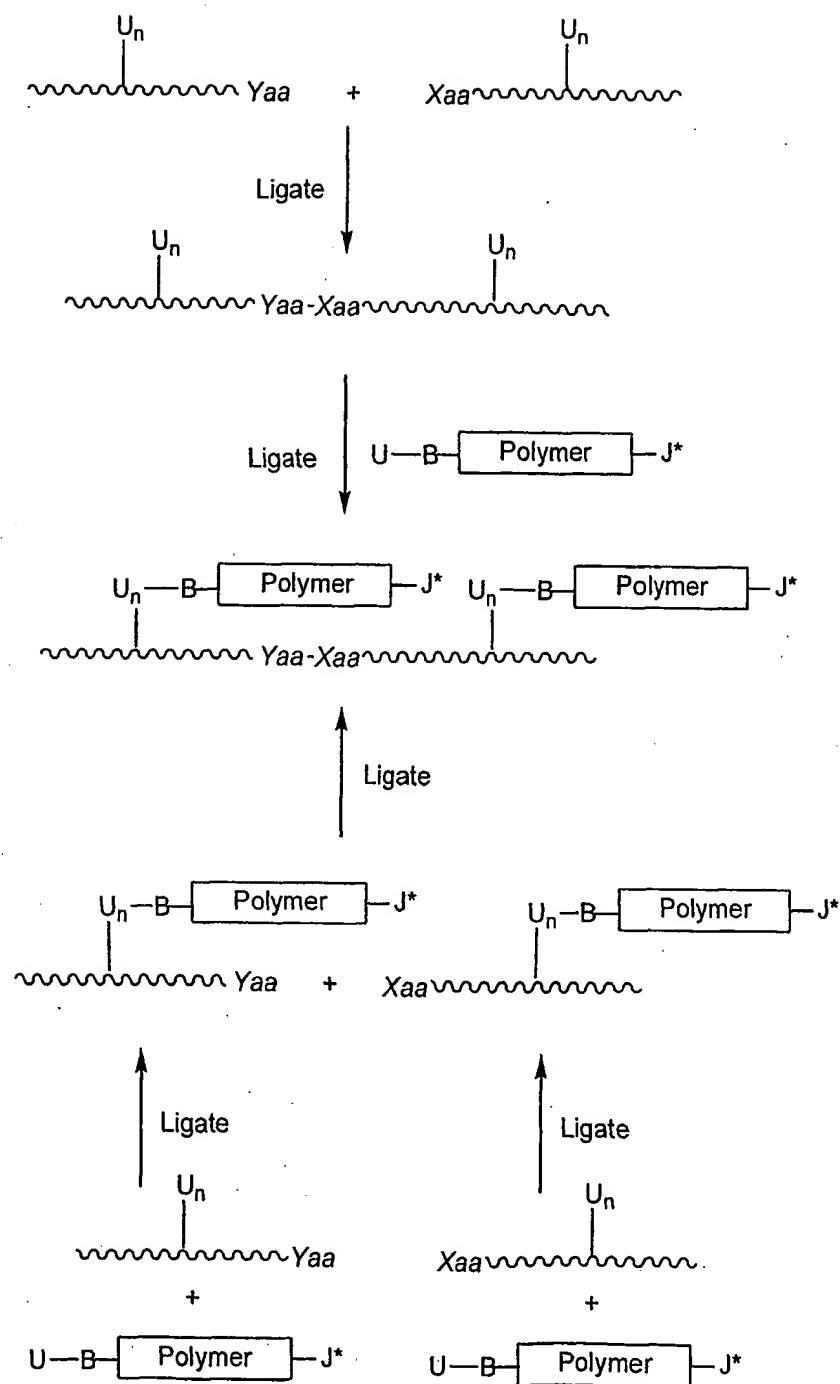 Uₙ Uₙ
Yaa + Xaa
Ligate
Uₙ Uₙ
Yaa-Xaa
Ligate U—B—Polymer—J*
Uₙ—B—Polymer—J* Uₙ—B—Polymer—J*
Yaa-Xaa
Ligate
Uₙ—B—Polymer—J* Uₙ—B—Polymer—J*
Yaa + Xaa
Ligate Ligate
Uₙ Uₙ
Yaa Xaa
+ +
U—B—Polymer—J* U—B—Polymer—J*